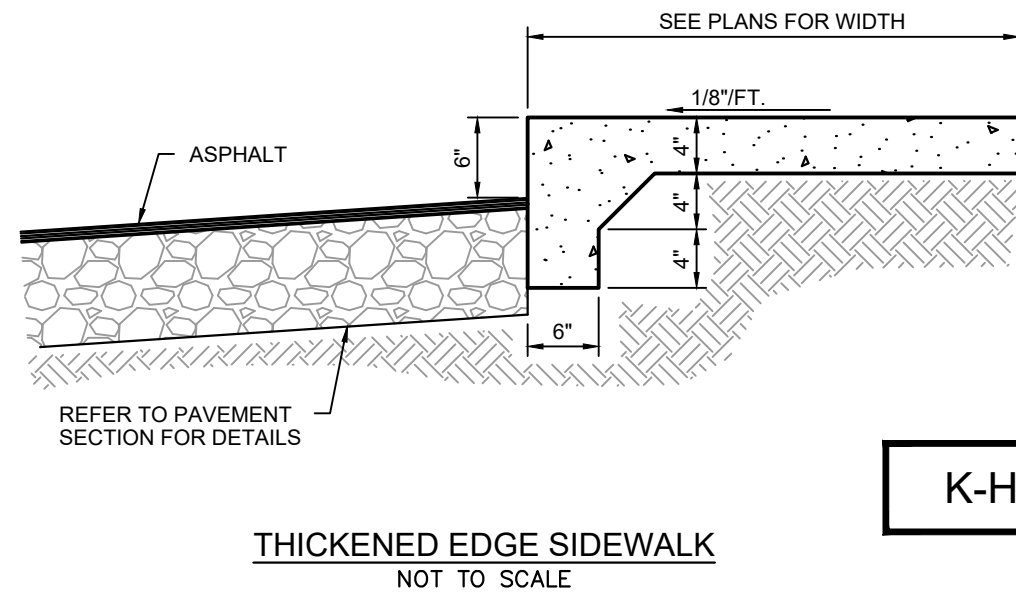 SEE PLANS FOR WIDTH
1/8"/FT.
ASPHALT
6"
4"
4"
4"
6"
REFER TO PAVEMENT
SECTION FOR DETAILS
K-H
THICKENED EDGE SIDEWALK
NOT TO SCALE